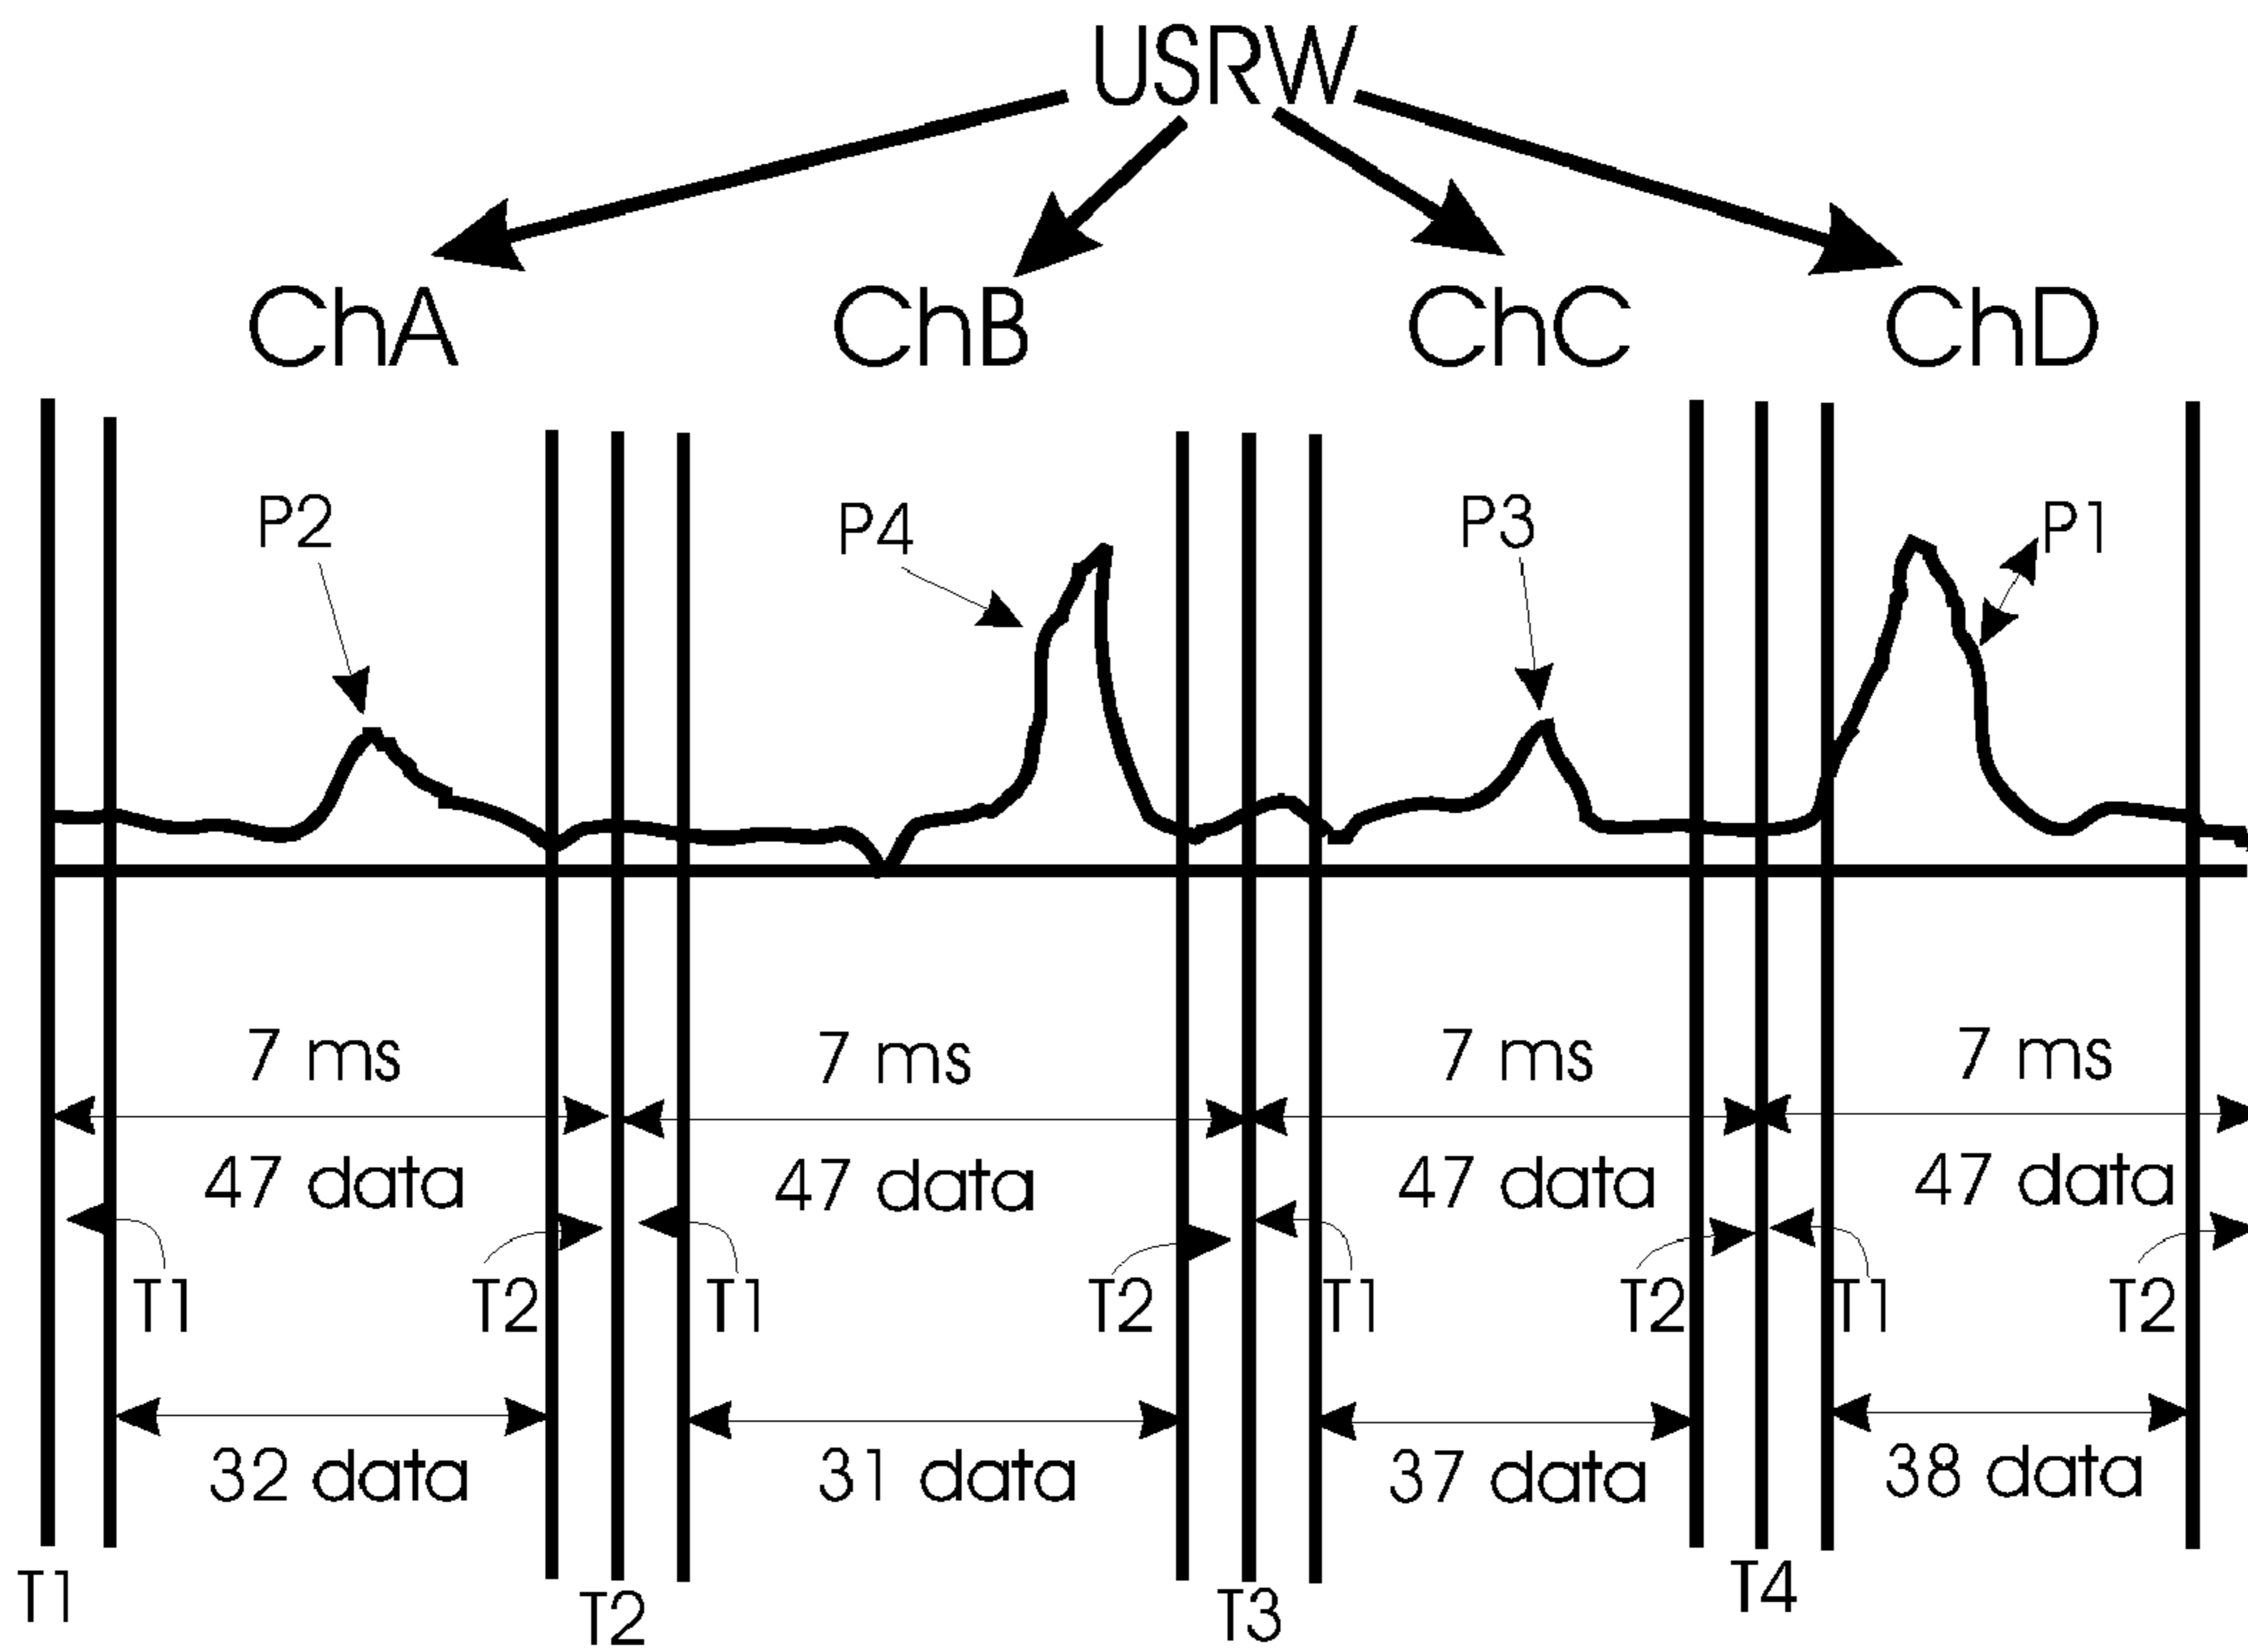 USRW
ChA ChB ChC ChD
P2 P4 P3 P1
7 ms 7 ms 7 ms 7 ms
47 data 47 data 47 data 47 data
T1 T2 T1 T2 T1 T2 T1 T2
32 data 31 data 37 data 38 data
T1 T2 T3 T4